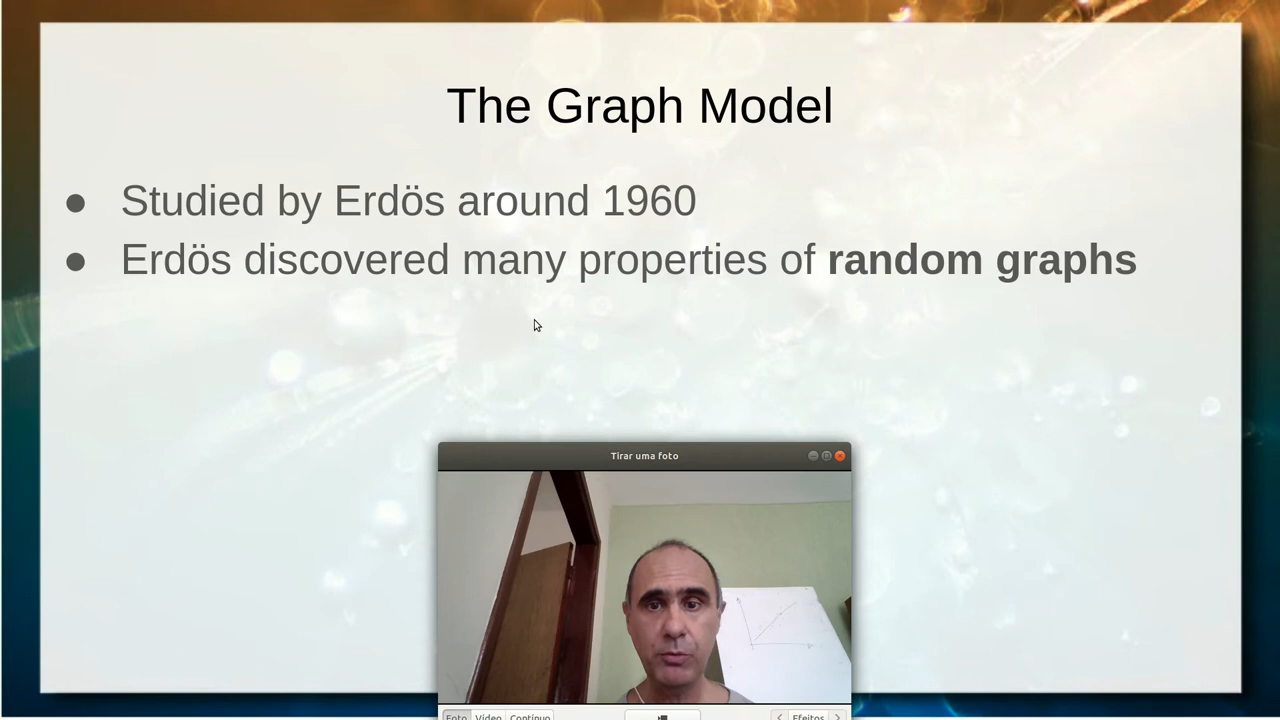 The Graph Model
● Studied by Erdös around 1960
● Erdös discovered many properties of random graphs
Tirar uma foto
Foto Vídeo Contínuo Efeitos